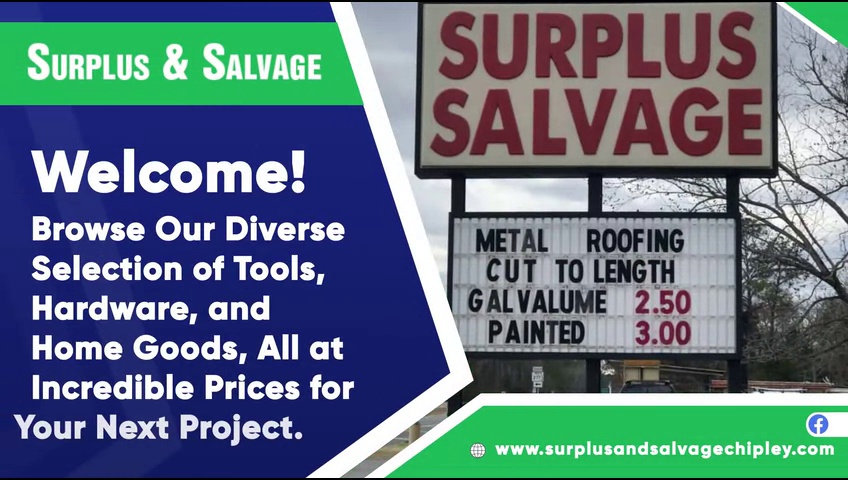 SURPLUS & SALVAGE
Welcome!
Browse Our Diverse
Selection of Tools,
Hardware, and
Home Goods, All at
Incredible Prices for
Your Next Project.
SURPLUS
SALVAGE
METAL ROOFING
CUT TO LENGTH
GALVALUME 2.50
PAINTED 3.00
www.surplusandsalvagechipley.com